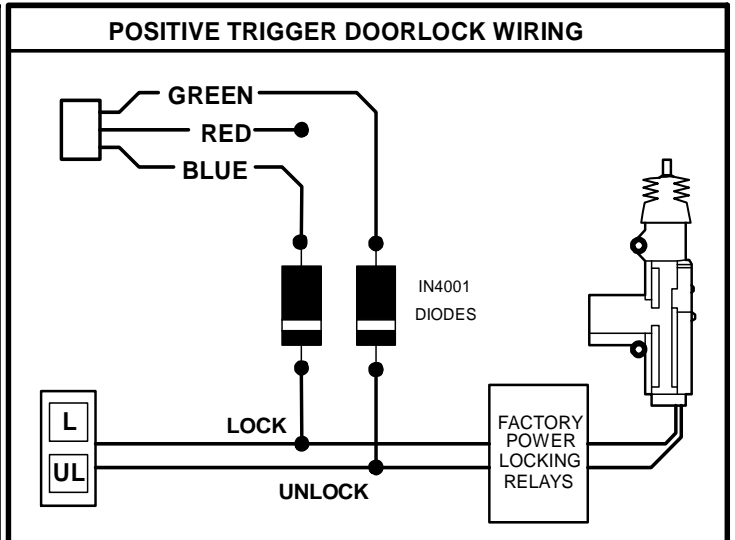 POSITIVE TRIGGER DOORLOCK WIRING
GREEN
RED
BLUE
IN4001
DIODES
L
LOCK
UL
UNLOCK
FACTORY
POWER
LOCKING
RELAYS